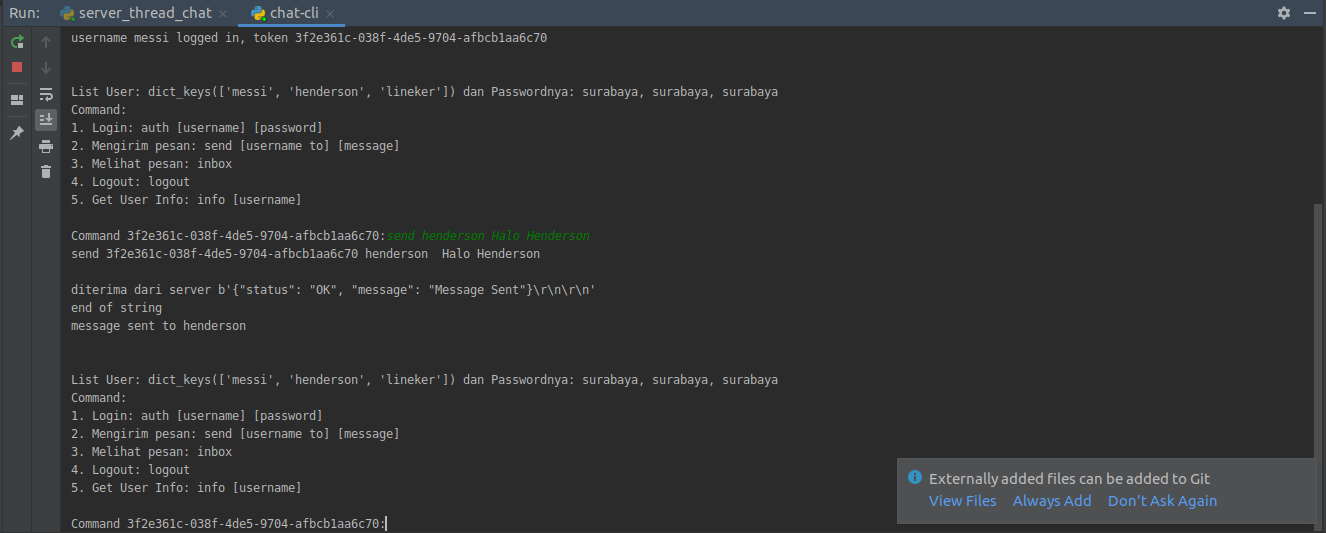 Run: server_thread_chat × chat-cli ×
username messi logged in, token 3f2e361c-038f-4de5-9704-afbcb1aa6c70
List User: dict_keys(['messi', 'henderson', 'lineker']) dan Passwordnya: surabaya, surabaya, surabaya
Command:
1. Login: auth [username] [password]
2. Mengirim pesan: send [username to] [message]
3. Melihat pesan: inbox
4. Logout: logout
5. Get User Info: info [username]
Command 3f2e361c-038f-4de5-9704-afbcb1aa6c70:send henderson Halo Henderson
send 3f2e361c-038f-4de5-9704-afbcb1aa6c70 henderson  Halo Henderson
diterima dari server b'{"status": "OK", "message": "Message Sent"}\r\n\r\n'
end of string
message sent to henderson
List User: dict_keys(['messi', 'henderson', 'lineker']) dan Passwordnya: surabaya, surabaya, surabaya
Command:
1. Login: auth [username] [password]
2. Mengirim pesan: send [username to] [message]
3. Melihat pesan: inbox
4. Logout: logout
5. Get User Info: info [username]
Command 3f2e361c-038f-4de5-9704-afbcb1aa6c70:
Externally added files can be added to Git
View Files Always Add Don't Ask Again